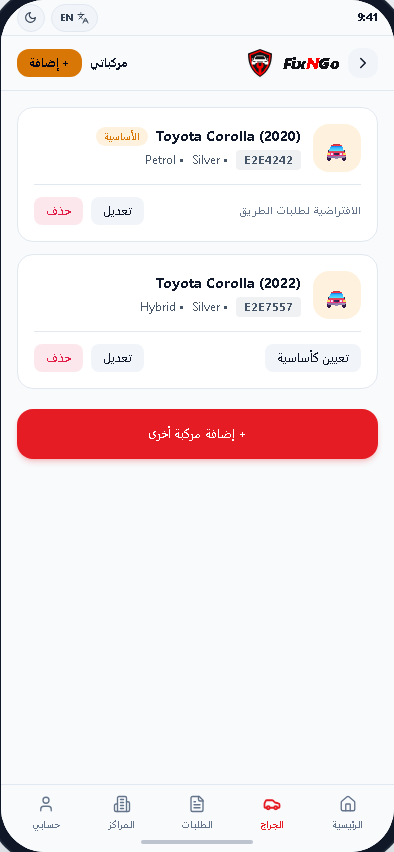 9:41
EN
FixNGo
مركباتي
+ إضافة
Toyota Corolla (2020)
الأساسية
E2E4242 • Silver • Petrol
الافتراضية لطلبات الطريق
تعديل
حذف
Toyota Corolla (2022)
E2E7557 • Silver • Hybrid
تعيين كأساسية
تعديل
حذف
+ إضافة مركبة أخرى
الرئيسية
الجراج
الطلبات
المراكز
حسابي